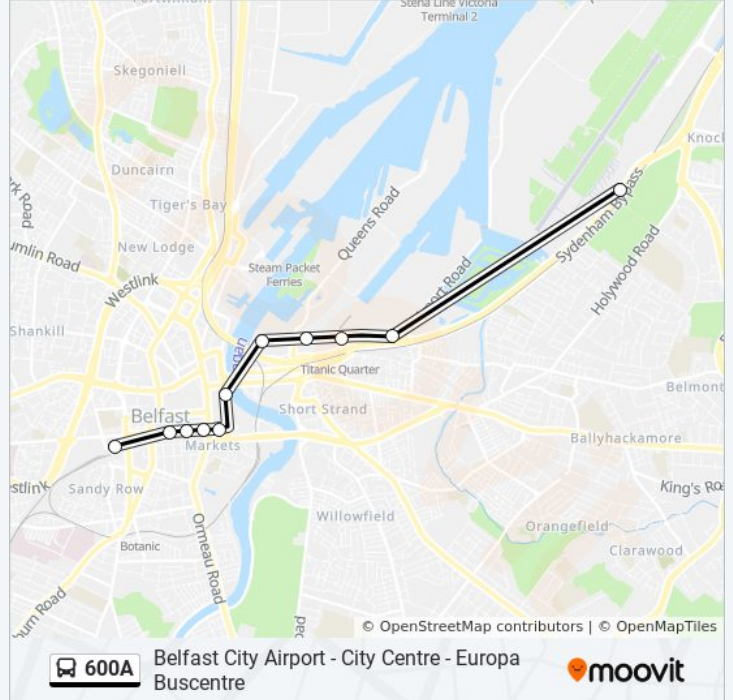 Stena Line Victoria
Terminal 2
Skegoniell
Knock
Duncairn
Tiger's Bay
Queens Road
Sydenham Bypass
New Lodge
Westlink
Steam Packet
Ferries
Holywood Road
Shankill
Titanic Quarter
Belmont
Belfast
Short Strand
Markets
Ballyhackamore
Sandy Row
King's
Willowfield
Orangefield
Ormeau Road
Botanic
Clarawood
© OpenStreetMap contributors | © OpenMapTiles
600A
Belfast City Airport - City Centre - Europa
Buscentre
moovit